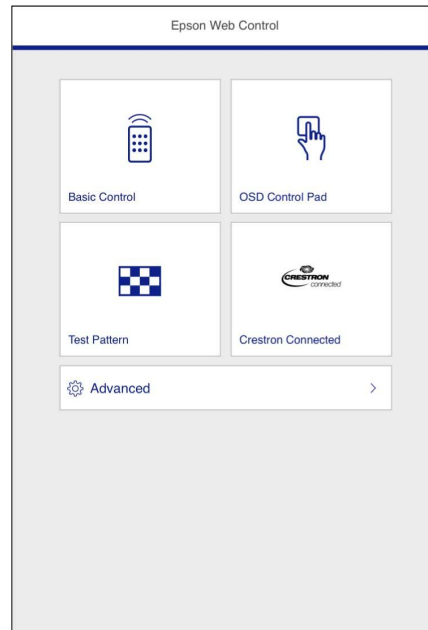 Epson Web Control
Basic Control
OSD Control Pad
CRESTRON
connected
Test Pattern
Crestron Connected
Advanced